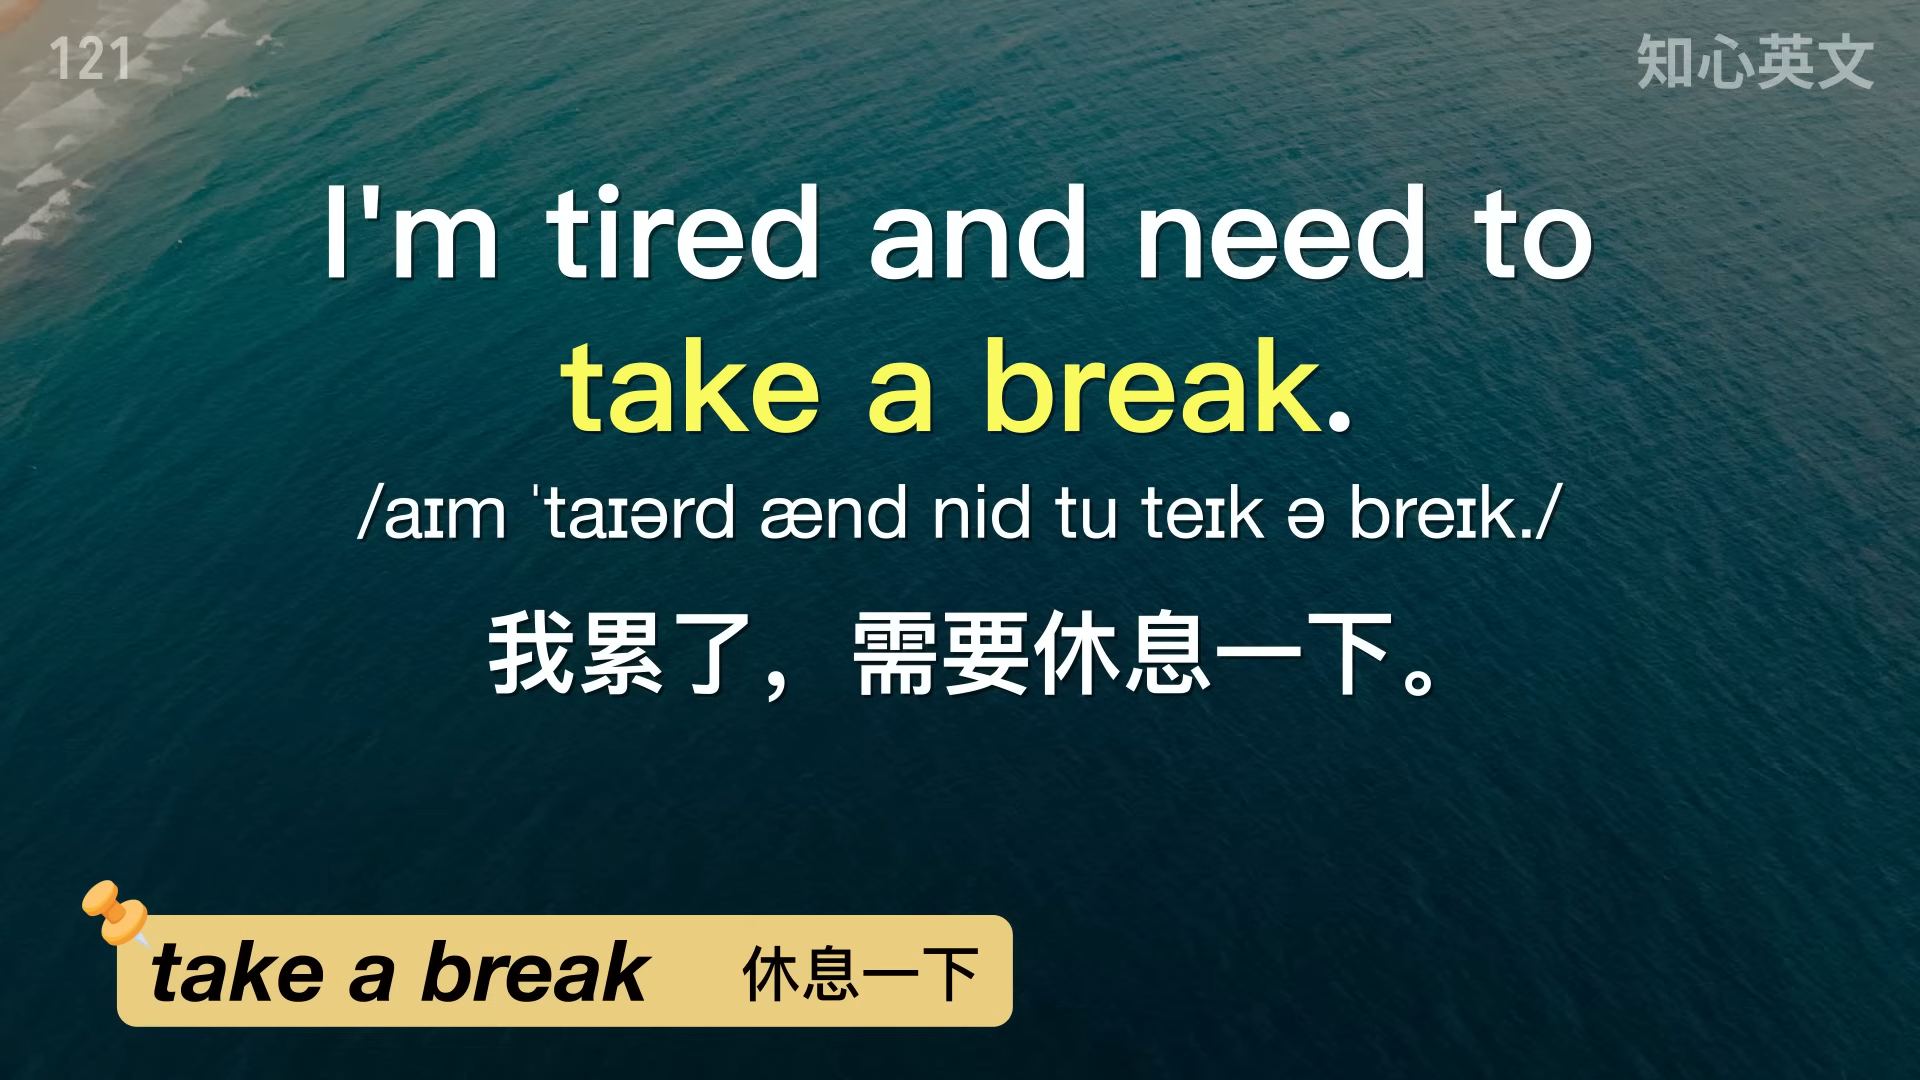 121
知心英文
I'm tired and need to
take a break.
/aɪm ˈtaɪərd ænd nid tu teɪk ə breɪk./
我累了，需要休息一下。
take a break 休息一下